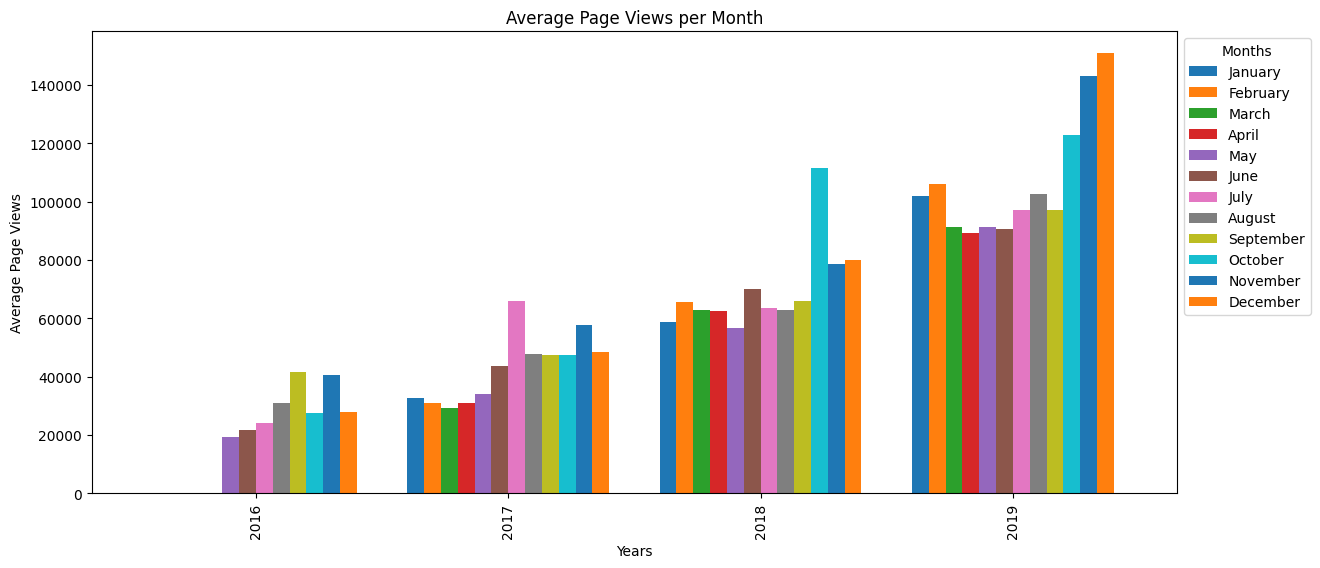 Average Page Views per Month
Average Page Views
140000
120000
100000
80000
60000
40000
20000
0
2016
2017
2018
2019
Years
Months
January
February
March
April
May
June
July
August
September
October
November
December